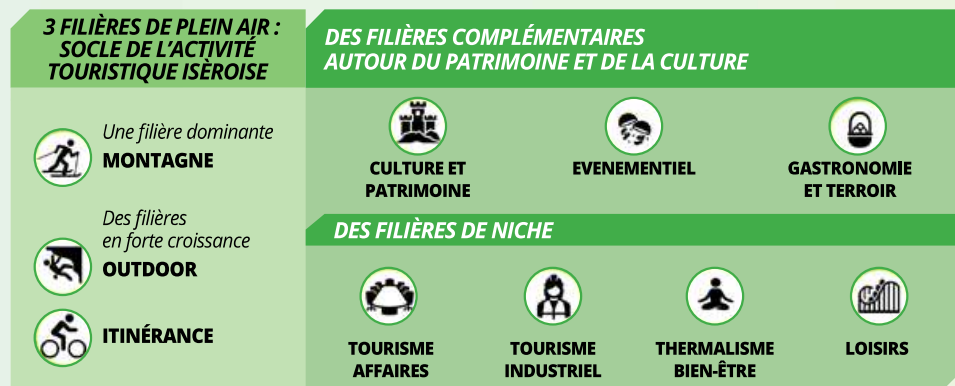 3 FILIÈRES DE PLEIN AIR :
SOCLE DE L'ACTIVITÉ
TOURISTIQUE ISÈROISE
Une filière dominante
MONTAGNE
Des filières
en forte croissance
OUTDOOR
ITINÉRANCE
DES FILIÈRES COMPLÉMENTAIRES
AUTOUR DU PATRIMOINE ET DE LA CULTURE
CULTURE ET
PATRIMOINE
EVENEMENTIEL
GASTRONOMIE
ET TERROIR
DES FILIÈRES DE NICHE
TOURISME
AFFAIRES
TOURISME
INDUSTRIEL
THERMALISME
BIEN-ÊTRE
LOISIRS